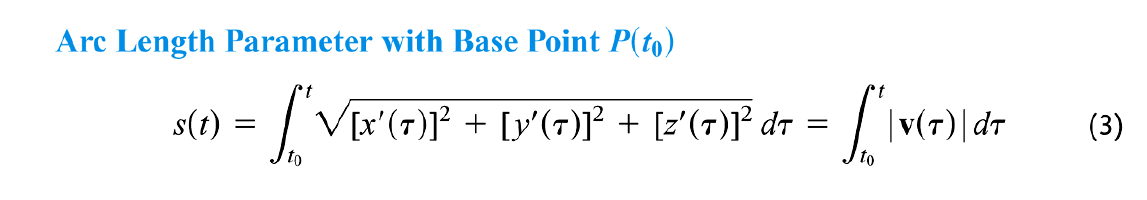 Arc Length Parameter with Base Point P(t₀)
s(t) = ∫_{t₀}^{t} √([x′(τ)]² + [y′(τ)]² + [z′(τ)]²) dτ = ∫_{t₀}^{t} |v(τ)| dτ (3)